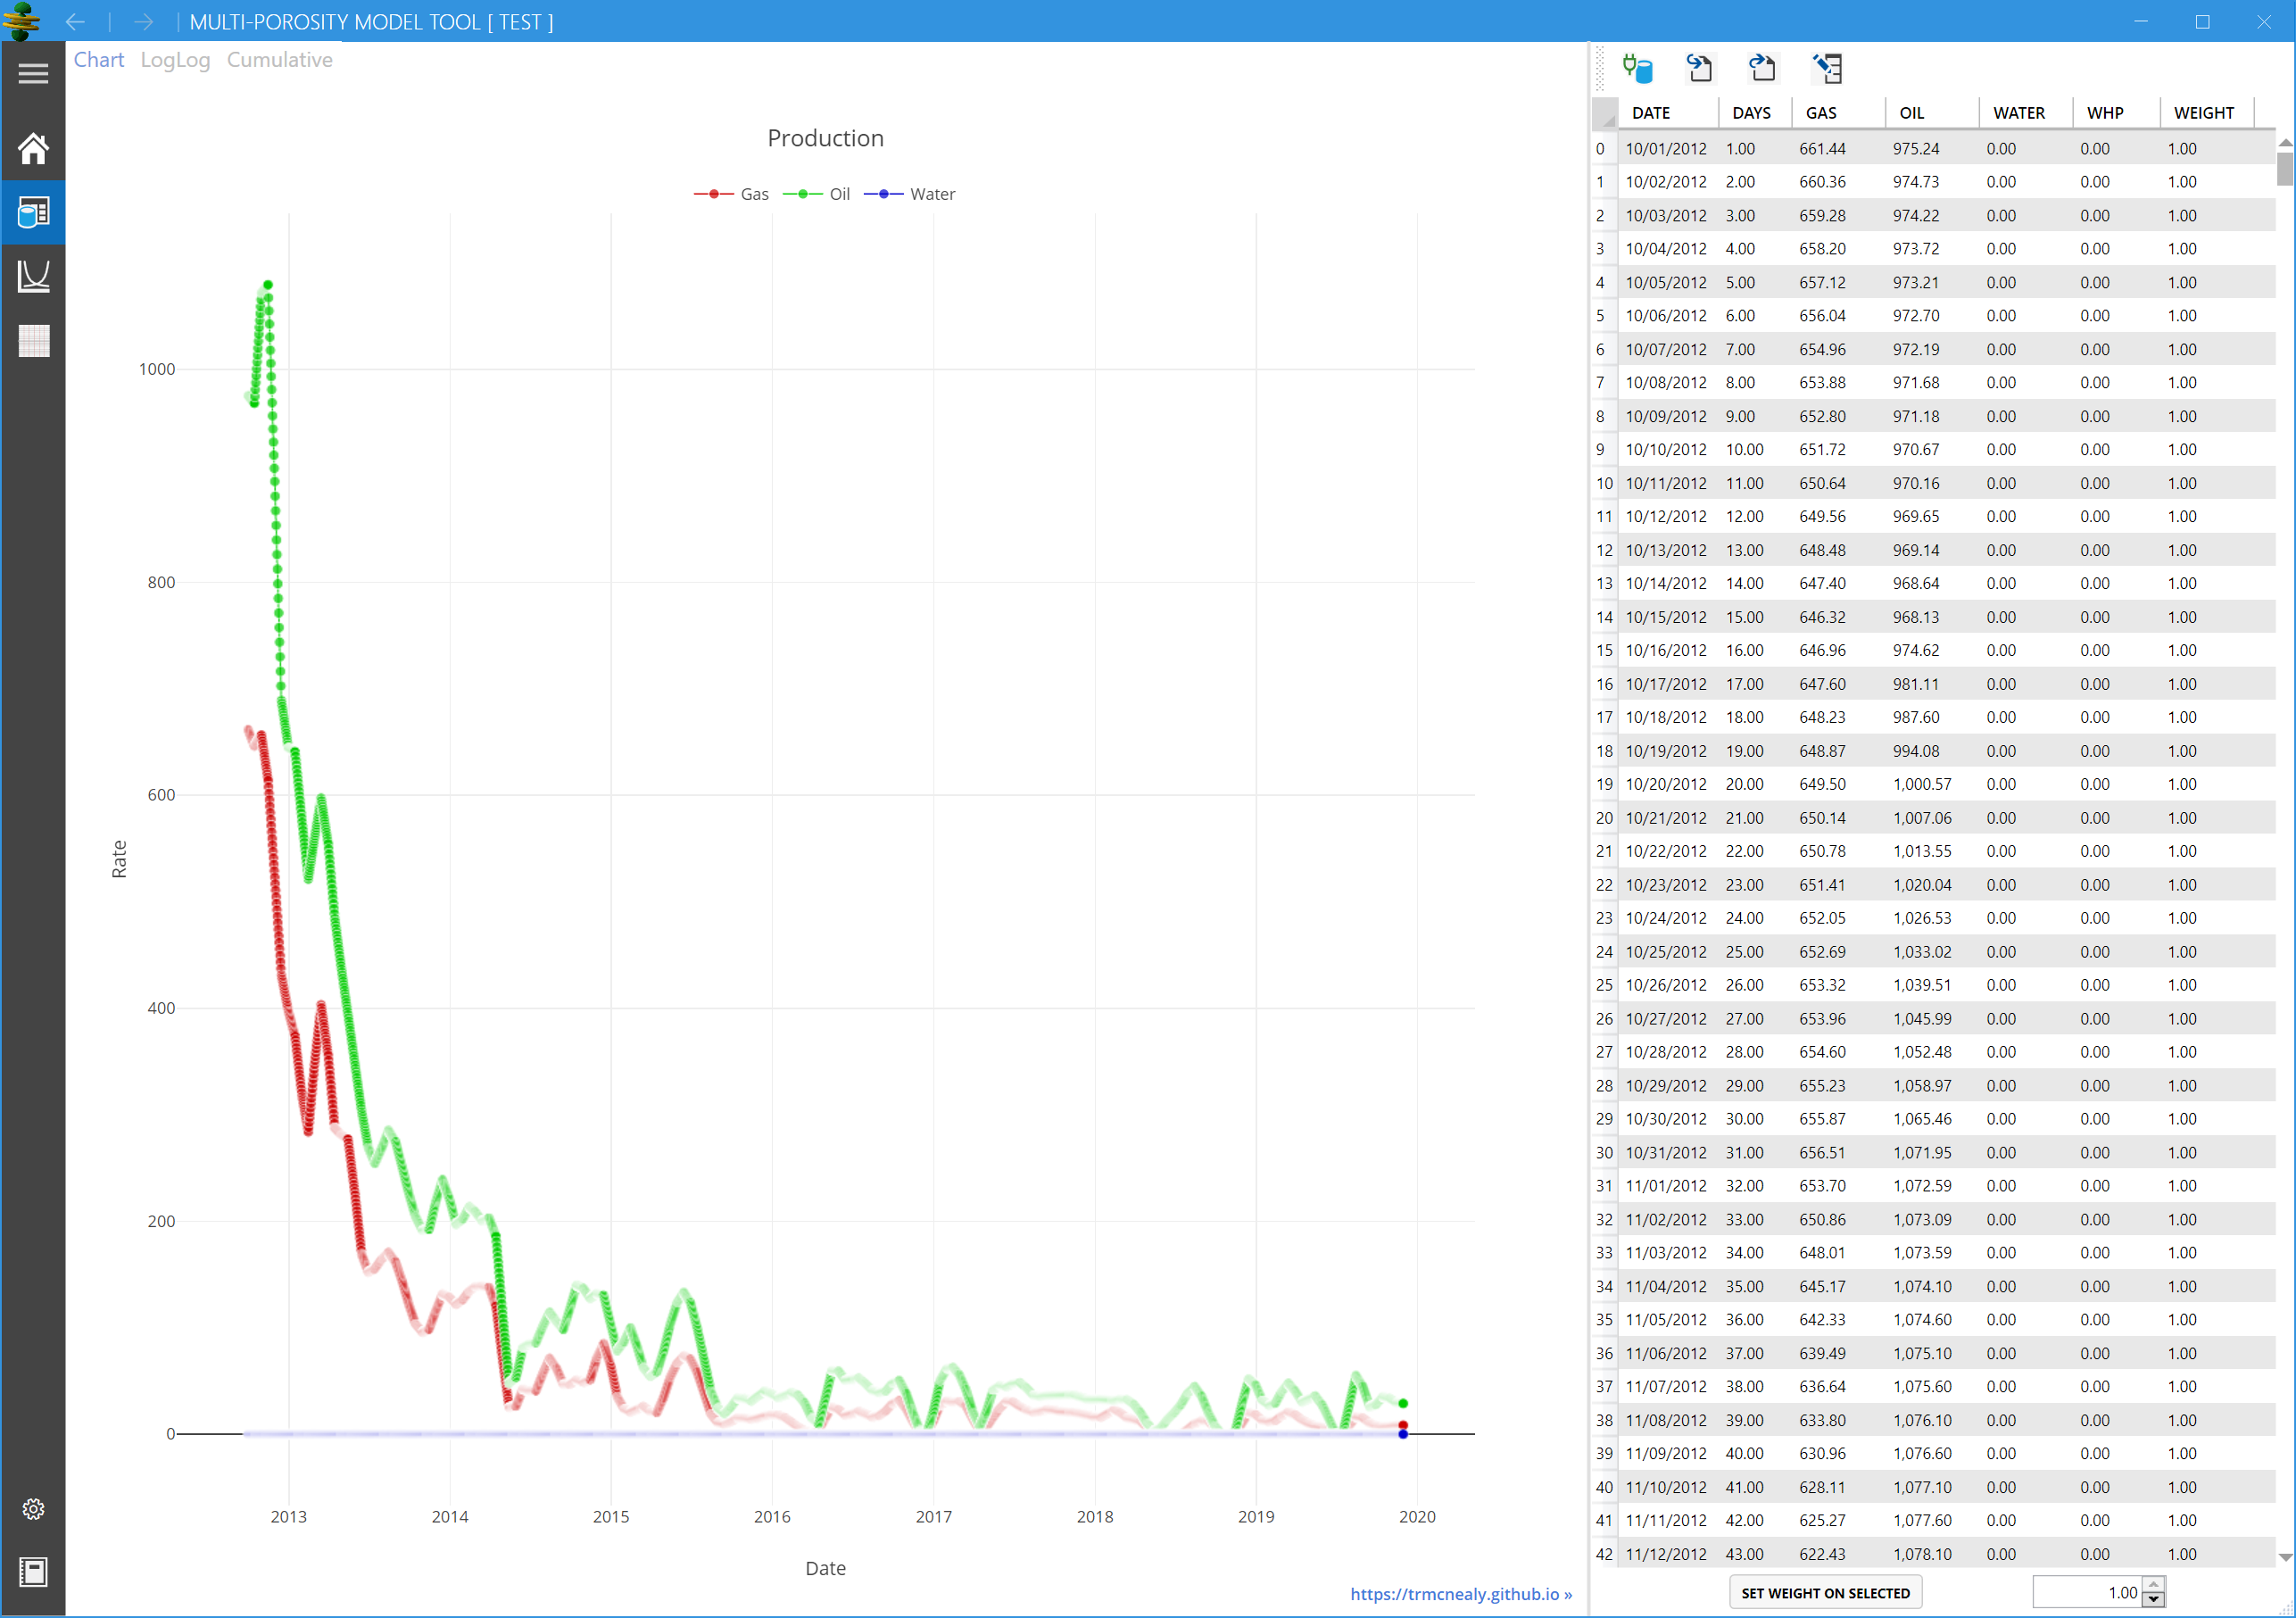 MULTI-POROSITY MODEL TOOL [ TEST ]
Chart LogLog Cumulative
Production
Gas Oil Water
1000
800
600
400
200
0
Rate
2013 2014 2015 2016 2017 2018 2019 2020
Date
https://trmcnealy.github.io »
DATE DAYS GAS OIL WATER WHP WEIGHT
0 10/01/2012 1.00 661.44 975.24 0.00 0.00 1.00
1 10/02/2012 2.00 660.36 974.73 0.00 0.00 1.00
2 10/03/2012 3.00 659.28 974.22 0.00 0.00 1.00
3 10/04/2012 4.00 658.20 973.72 0.00 0.00 1.00
4 10/05/2012 5.00 657.12 973.21 0.00 0.00 1.00
5 10/06/2012 6.00 656.04 972.70 0.00 0.00 1.00
6 10/07/2012 7.00 654.96 972.19 0.00 0.00 1.00
7 10/08/2012 8.00 653.88 971.68 0.00 0.00 1.00
8 10/09/2012 9.00 652.80 971.18 0.00 0.00 1.00
9 10/10/2012 10.00 651.72 970.67 0.00 0.00 1.00
10 10/11/2012 11.00 650.64 970.16 0.00 0.00 1.00
11 10/12/2012 12.00 649.56 969.65 0.00 0.00 1.00
12 10/13/2012 13.00 648.48 969.14 0.00 0.00 1.00
13 10/14/2012 14.00 647.40 968.64 0.00 0.00 1.00
14 10/15/2012 15.00 646.32 968.13 0.00 0.00 1.00
15 10/16/2012 16.00 646.96 974.62 0.00 0.00 1.00
16 10/17/2012 17.00 647.60 981.11 0.00 0.00 1.00
17 10/18/2012 18.00 648.23 987.60 0.00 0.00 1.00
18 10/19/2012 19.00 648.87 994.08 0.00 0.00 1.00
19 10/20/2012 20.00 649.50 1,000.57 0.00 0.00 1.00
20 10/21/2012 21.00 650.14 1,007.06 0.00 0.00 1.00
21 10/22/2012 22.00 650.78 1,013.55 0.00 0.00 1.00
22 10/23/2012 23.00 651.41 1,020.04 0.00 0.00 1.00
23 10/24/2012 24.00 652.05 1,026.53 0.00 0.00 1.00
24 10/25/2012 25.00 652.69 1,033.02 0.00 0.00 1.00
25 10/26/2012 26.00 653.32 1,039.51 0.00 0.00 1.00
26 10/27/2012 27.00 653.96 1,045.99 0.00 0.00 1.00
27 10/28/2012 28.00 654.60 1,052.48 0.00 0.00 1.00
28 10/29/2012 29.00 655.23 1,058.97 0.00 0.00 1.00
29 10/30/2012 30.00 655.87 1,065.46 0.00 0.00 1.00
30 10/31/2012 31.00 656.51 1,071.95 0.00 0.00 1.00
31 11/01/2012 32.00 653.70 1,072.59 0.00 0.00 1.00
32 11/02/2012 33.00 650.86 1,073.09 0.00 0.00 1.00
33 11/03/2012 34.00 648.01 1,073.59 0.00 0.00 1.00
34 11/04/2012 35.00 645.17 1,074.10 0.00 0.00 1.00
35 11/05/2012 36.00 642.33 1,074.60 0.00 0.00 1.00
36 11/06/2012 37.00 639.49 1,075.10 0.00 0.00 1.00
37 11/07/2012 38.00 636.64 1,075.60 0.00 0.00 1.00
38 11/08/2012 39.00 633.80 1,076.10 0.00 0.00 1.00
39 11/09/2012 40.00 630.96 1,076.60 0.00 0.00 1.00
40 11/10/2012 41.00 628.11 1,077.10 0.00 0.00 1.00
41 11/11/2012 42.00 625.27 1,077.60 0.00 0.00 1.00
42 11/12/2012 43.00 622.43 1,078.10 0.00 0.00 1.00
SET WEIGHT ON SELECTED 1.00